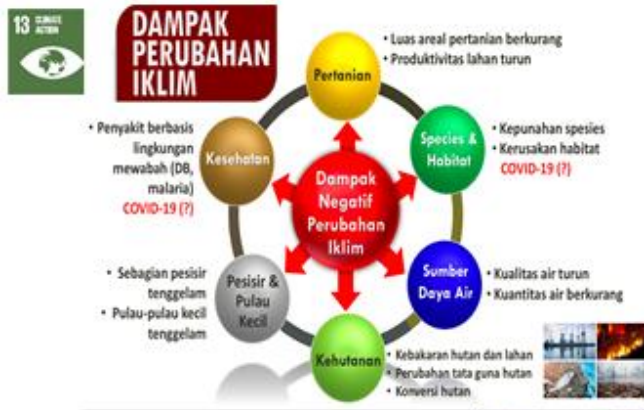 13 CLIMATE
ACTION
DAMPAK
PERUBAHAN
IKLIM
Pertanian
• Luas areal pertanian berkurang
• Produktivitas lahan turun
Species &
Habitat
• Kepunahan spesies
• Kerusakan habitat
COVID-19 (?)
Sumber
Daya Air
• Kualitas air turun
• Kuantitas air berkurang
Kehutanan
• Kebakaran hutan dan lahan
• Perubahan tata guna hutan
• Konversi hutan
Pesisir &
Pulau
Kecil
• Sebagian pesisir
tenggelam
• Pulau-pulau kecil
tenggelam
Kesehatan
• Penyakit berbasis
lingkungan
mewabah (DB,
malaria)
COVID-19 (?)
Dampak
Negatif
Perubahan
Iklim